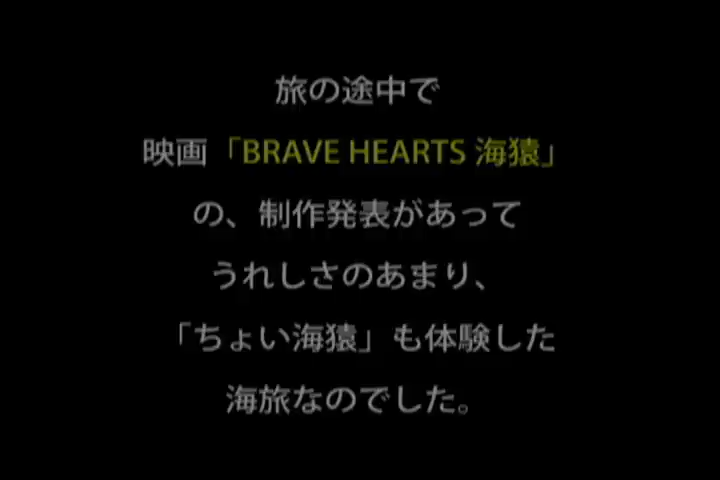 旅の途中で
映画「BRAVE HEARTS 海猿」
の、制作発表があって
うれしさのあまり、
「ちょい海猿」も体験した
海旅なのでした。